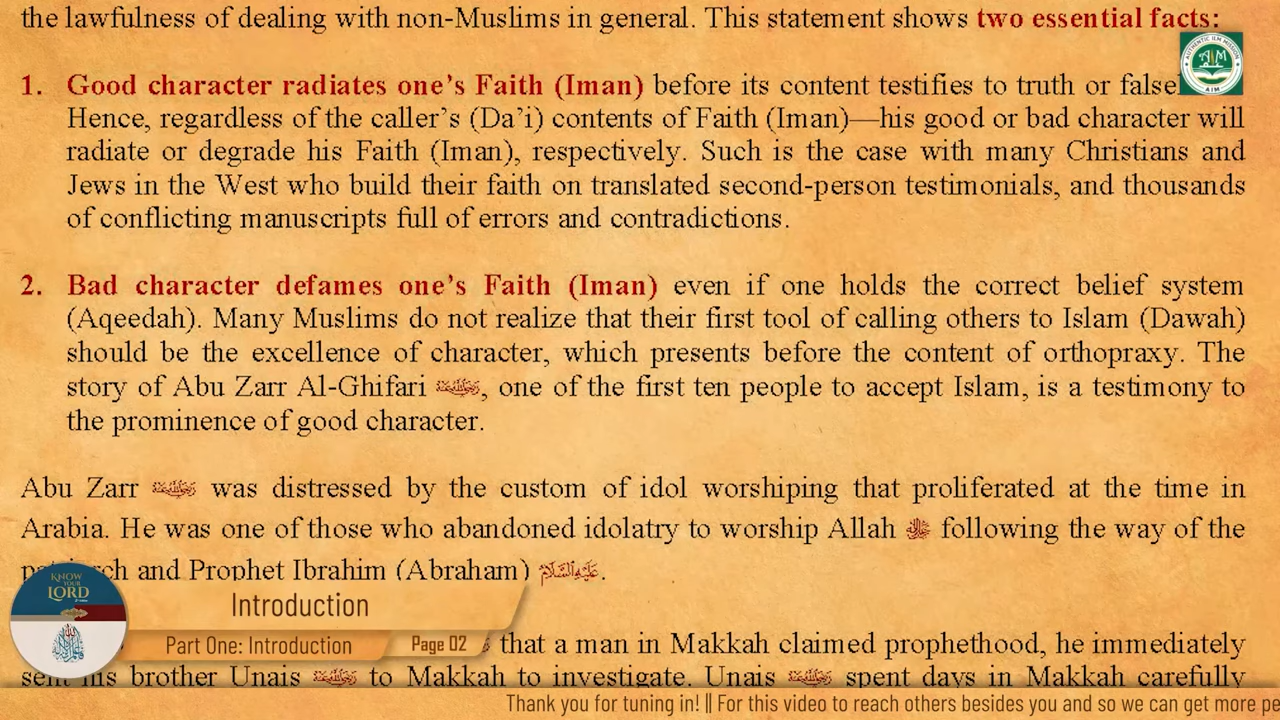 the lawfulness of dealing with non-Muslims in general. This statement shows two essential facts:
AUTHENTIC ILM MISSION
AIM
1. Good character radiates one's Faith (Iman) before its content testifies to truth or false
Hence, regardless of the caller's (Da'i) contents of Faith (Iman)—his good or bad character will
radiate or degrade his Faith (Iman), respectively. Such is the case with many Christians and
Jews in the West who build their faith on translated second-person testimonials, and thousands
of conflicting manuscripts full of errors and contradictions.
2. Bad character defames one's Faith (Iman) even if one holds the correct belief system
(Aqeedah). Many Muslims do not realize that their first tool of calling others to Islam (Dawah)
should be the excellence of character, which presents before the content of orthopraxy. The
story of Abu Zarr Al-Ghifari, one of the first ten people to accept Islam, is a testimony to
the prominence of good character.
Abu Zarr was distressed by the custom of idol worshiping that proliferated at the time in
Arabia. He was one of those who abandoned idolatry to worship Allah following the way of the
and Prophet Ibrahim (Abraham) عَلَيْهِ السَّلَامُ.
that a man in Makkah claimed prophethood, he immediately
sent his brother Unais to Makkah to investigate. Unais spent days in Makkah carefully
KNOW YOUR LORD
Introduction
Part One: Introduction Page 02
Thank you for tuning in! || For this video to reach others besides you and so we can get more pe